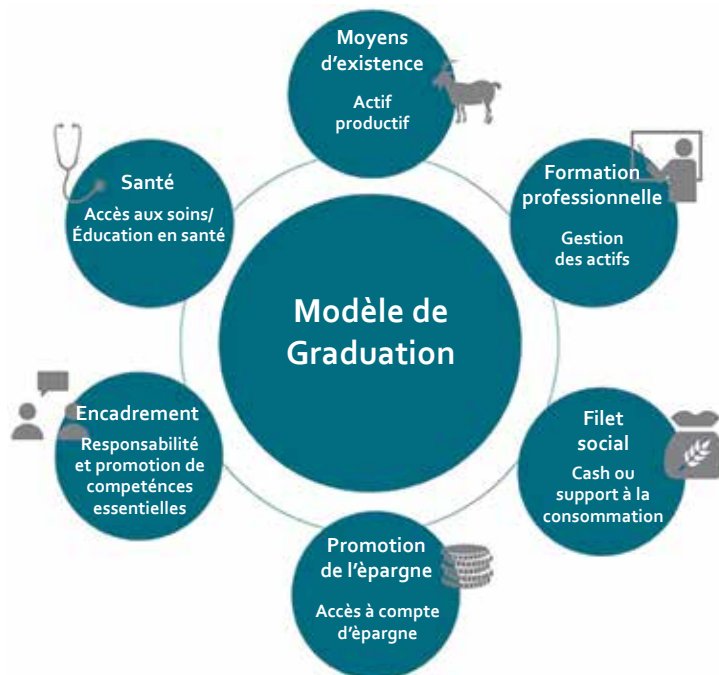 Moyens
d'existence
Actif
productif
Formation
professionnelle
Gestion
des actifs
Filet
social
Cash ou
support à la
consommation
Promotion
de l'èpargne
Accès à compte
d'èpargne
Encadrement
Responsabilité
et promotion de
competénces
essentielles
Santé
Accès aux soins/
Éducation en santé
Modèle de
Graduation